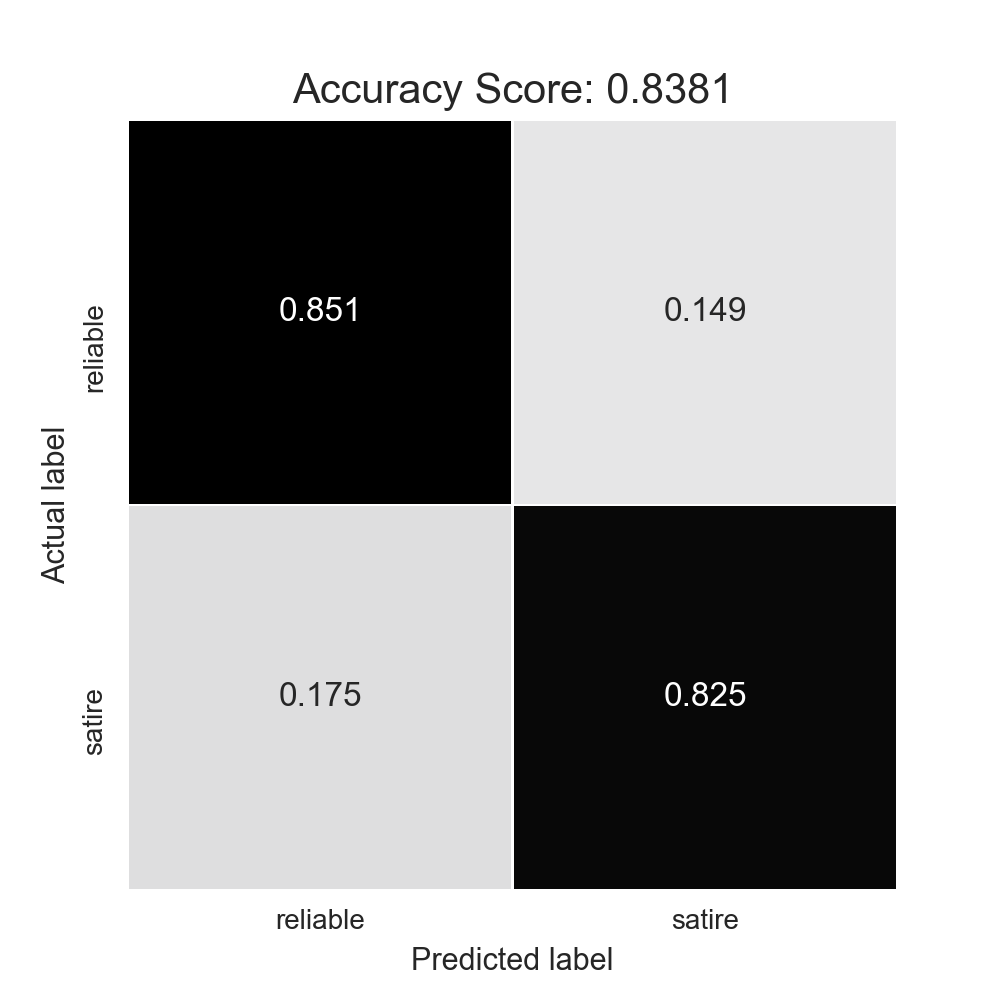 Accuracy Score: 0.8381
0.851
0.149
0.175
0.825
reliable
satire
Actual label
reliable
satire
Predicted label